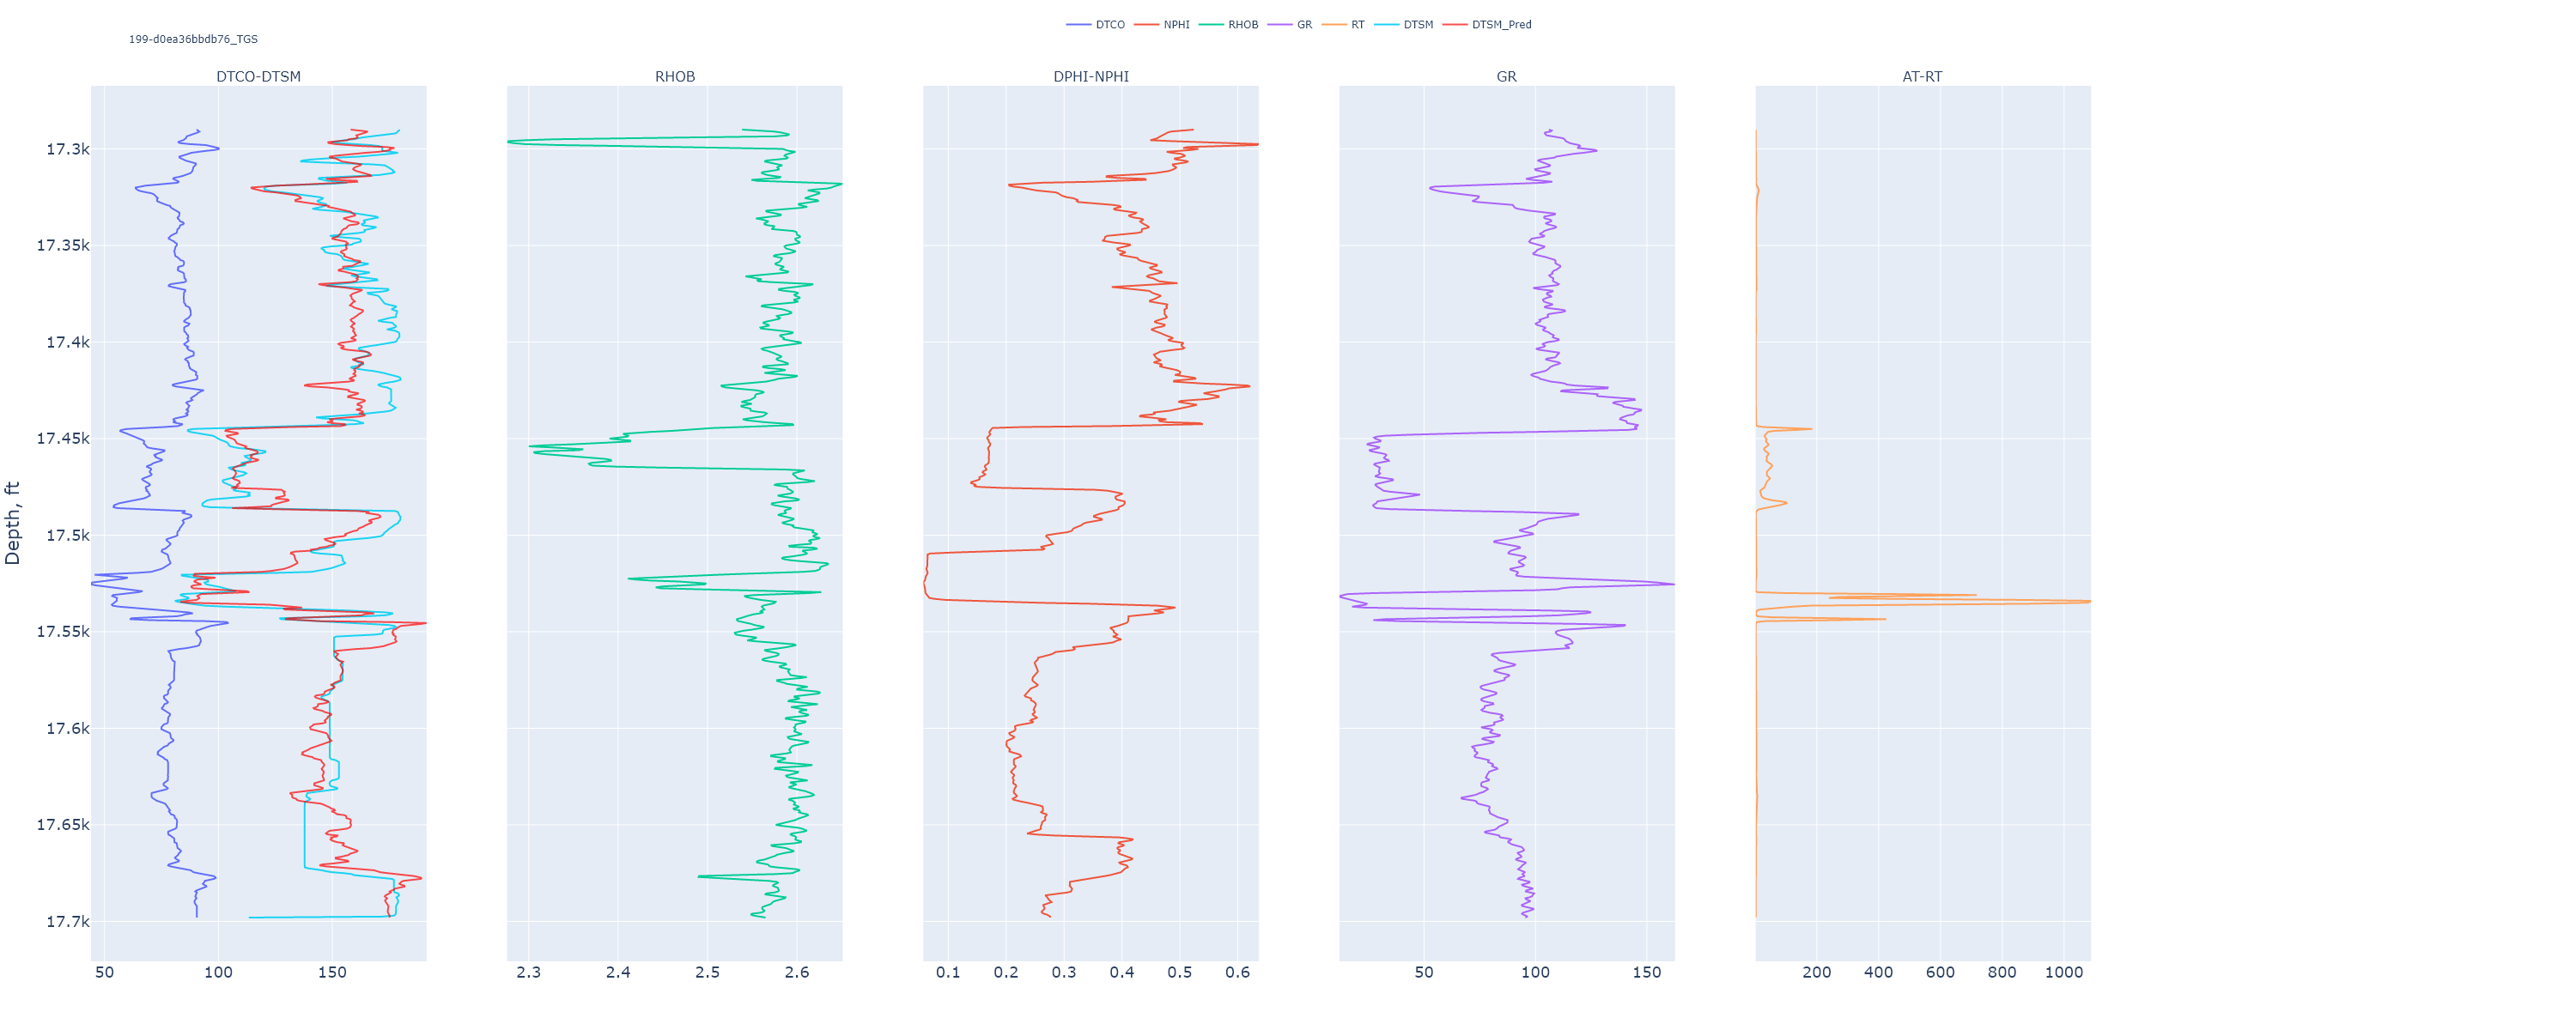 DTCO NPHI RHOB GR RT DTSM DTSM_Pred
199-d0ea36bbdb76_TGS
DTCO-DTSM RHOB DPHI-NPHI GR AT-RT
Depth, ft
17.3k
17.35k
17.4k
17.45k
17.5k
17.55k
17.6k
17.65k
17.7k
50 100 150 2.3 2.4 2.5 2.6 0.1 0.2 0.3 0.4 0.5 0.6 50 100 150 200 400 600 800 1000